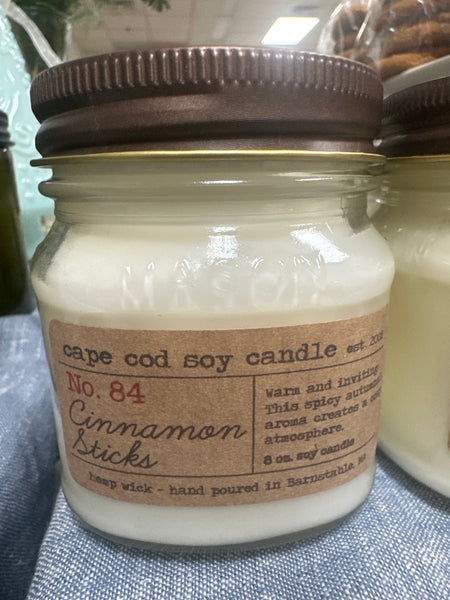 MASON
cape cod soy candle est.
No. 84
Cinnamon
Sticks
Warm and inviting
This spicy
aroma creates a
atmosphere.
8 oz. soy candle
hemp wick - hand poured in Barnstable, MA